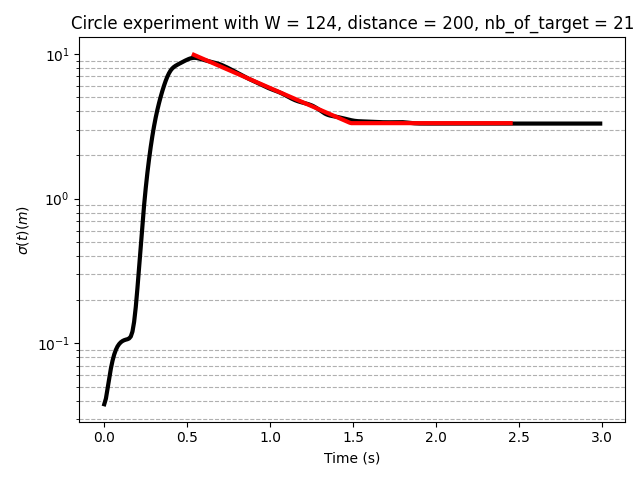 Circle experiment with W = 124, distance = 200, nb_of_target = 21
10¹
10⁰
10⁻¹
σ(t)(m)
0.0 0.5 1.0 1.5 2.0 2.5 3.0
Time (s)